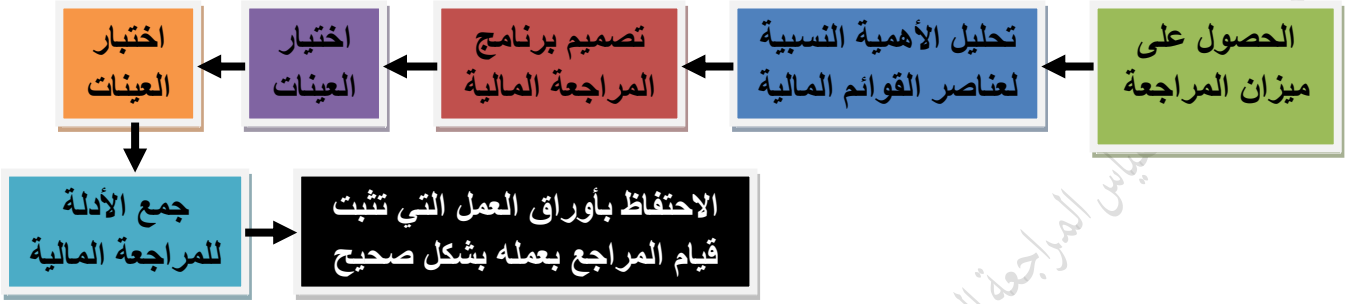 الحصول على
ميزان المراجعة
تحليل الأهمية النسبية
لعناصر القوائم المالية
تصميم برنامج
المراجعة المالية
اختيار
العينات
اختبار
العينات
جمع الأدلة
للمراجعة المالية
الاحتفاظ بأوراق العمل التي تثبت
قيام المراجع بعمله بشكل صحيح
المراجعة